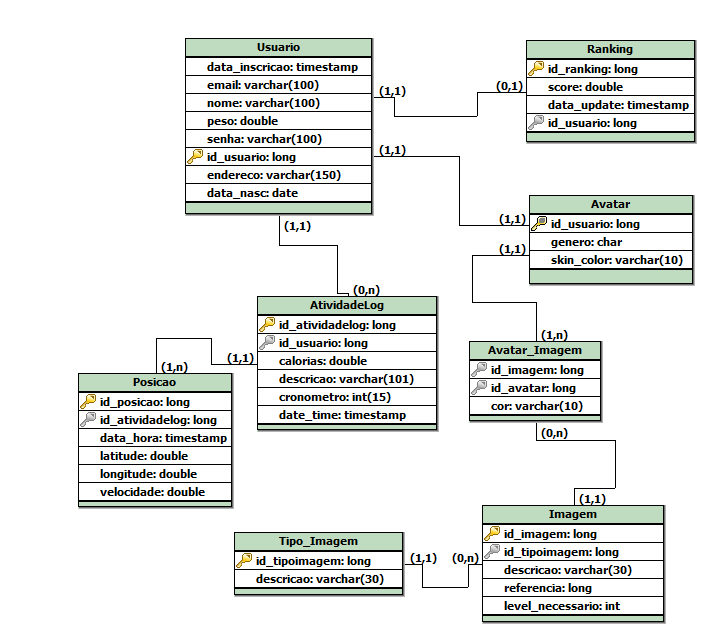 Usuario
data_inscricao: timestamp
email: varchar(100)
nome: varchar(100)
peso: double
senha: varchar(100)
id_usuario: long
endereco: varchar(150)
data_nasc: date
(1,1)
(0,1)
Ranking
id_ranking: long
score: double
data_update: timestamp
id_usuario: long
(1,1)
(1,1)
Avatar
id_usuario: long
genero: char
skin_color: varchar(10)
(1,1)
(1,1)
(0,n)
AtividadeLog
id_atividadelog: long
id_usuario: long
calorias: double
descricao: varchar(101)
cronometro: int(15)
date_time: timestamp
(1,n)
Avatar_Imagem
id_imagem: long
id_avatar: long
cor: varchar(10)
(1,1)
(1,n)
Posicao
id_posicao: long
id_atividadelog: long
data_hora: timestamp
latitude: double
longitude: double
velocidade: double
(0,n)
(1,1)
Imagem
id_imagem: long
id_tipoimagem: long
descricao: varchar(30)
referencia: long
level_necessario: int
Tipo_Imagem
id_tipoimagem: long
descricao: varchar(30)
(1,1)
(0,n)